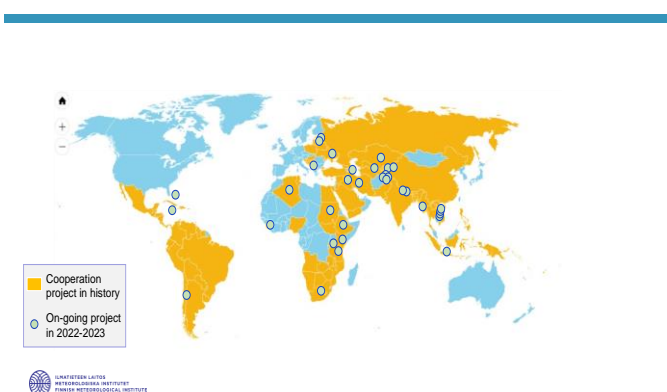 +
−
Cooperation
project in history
On-going project
in 2022-2023
ILMATIETEEN LAITOS
METEOROLOGISKA INSTITUTET
FINNISH METEOROLOGICAL INSTITUTE